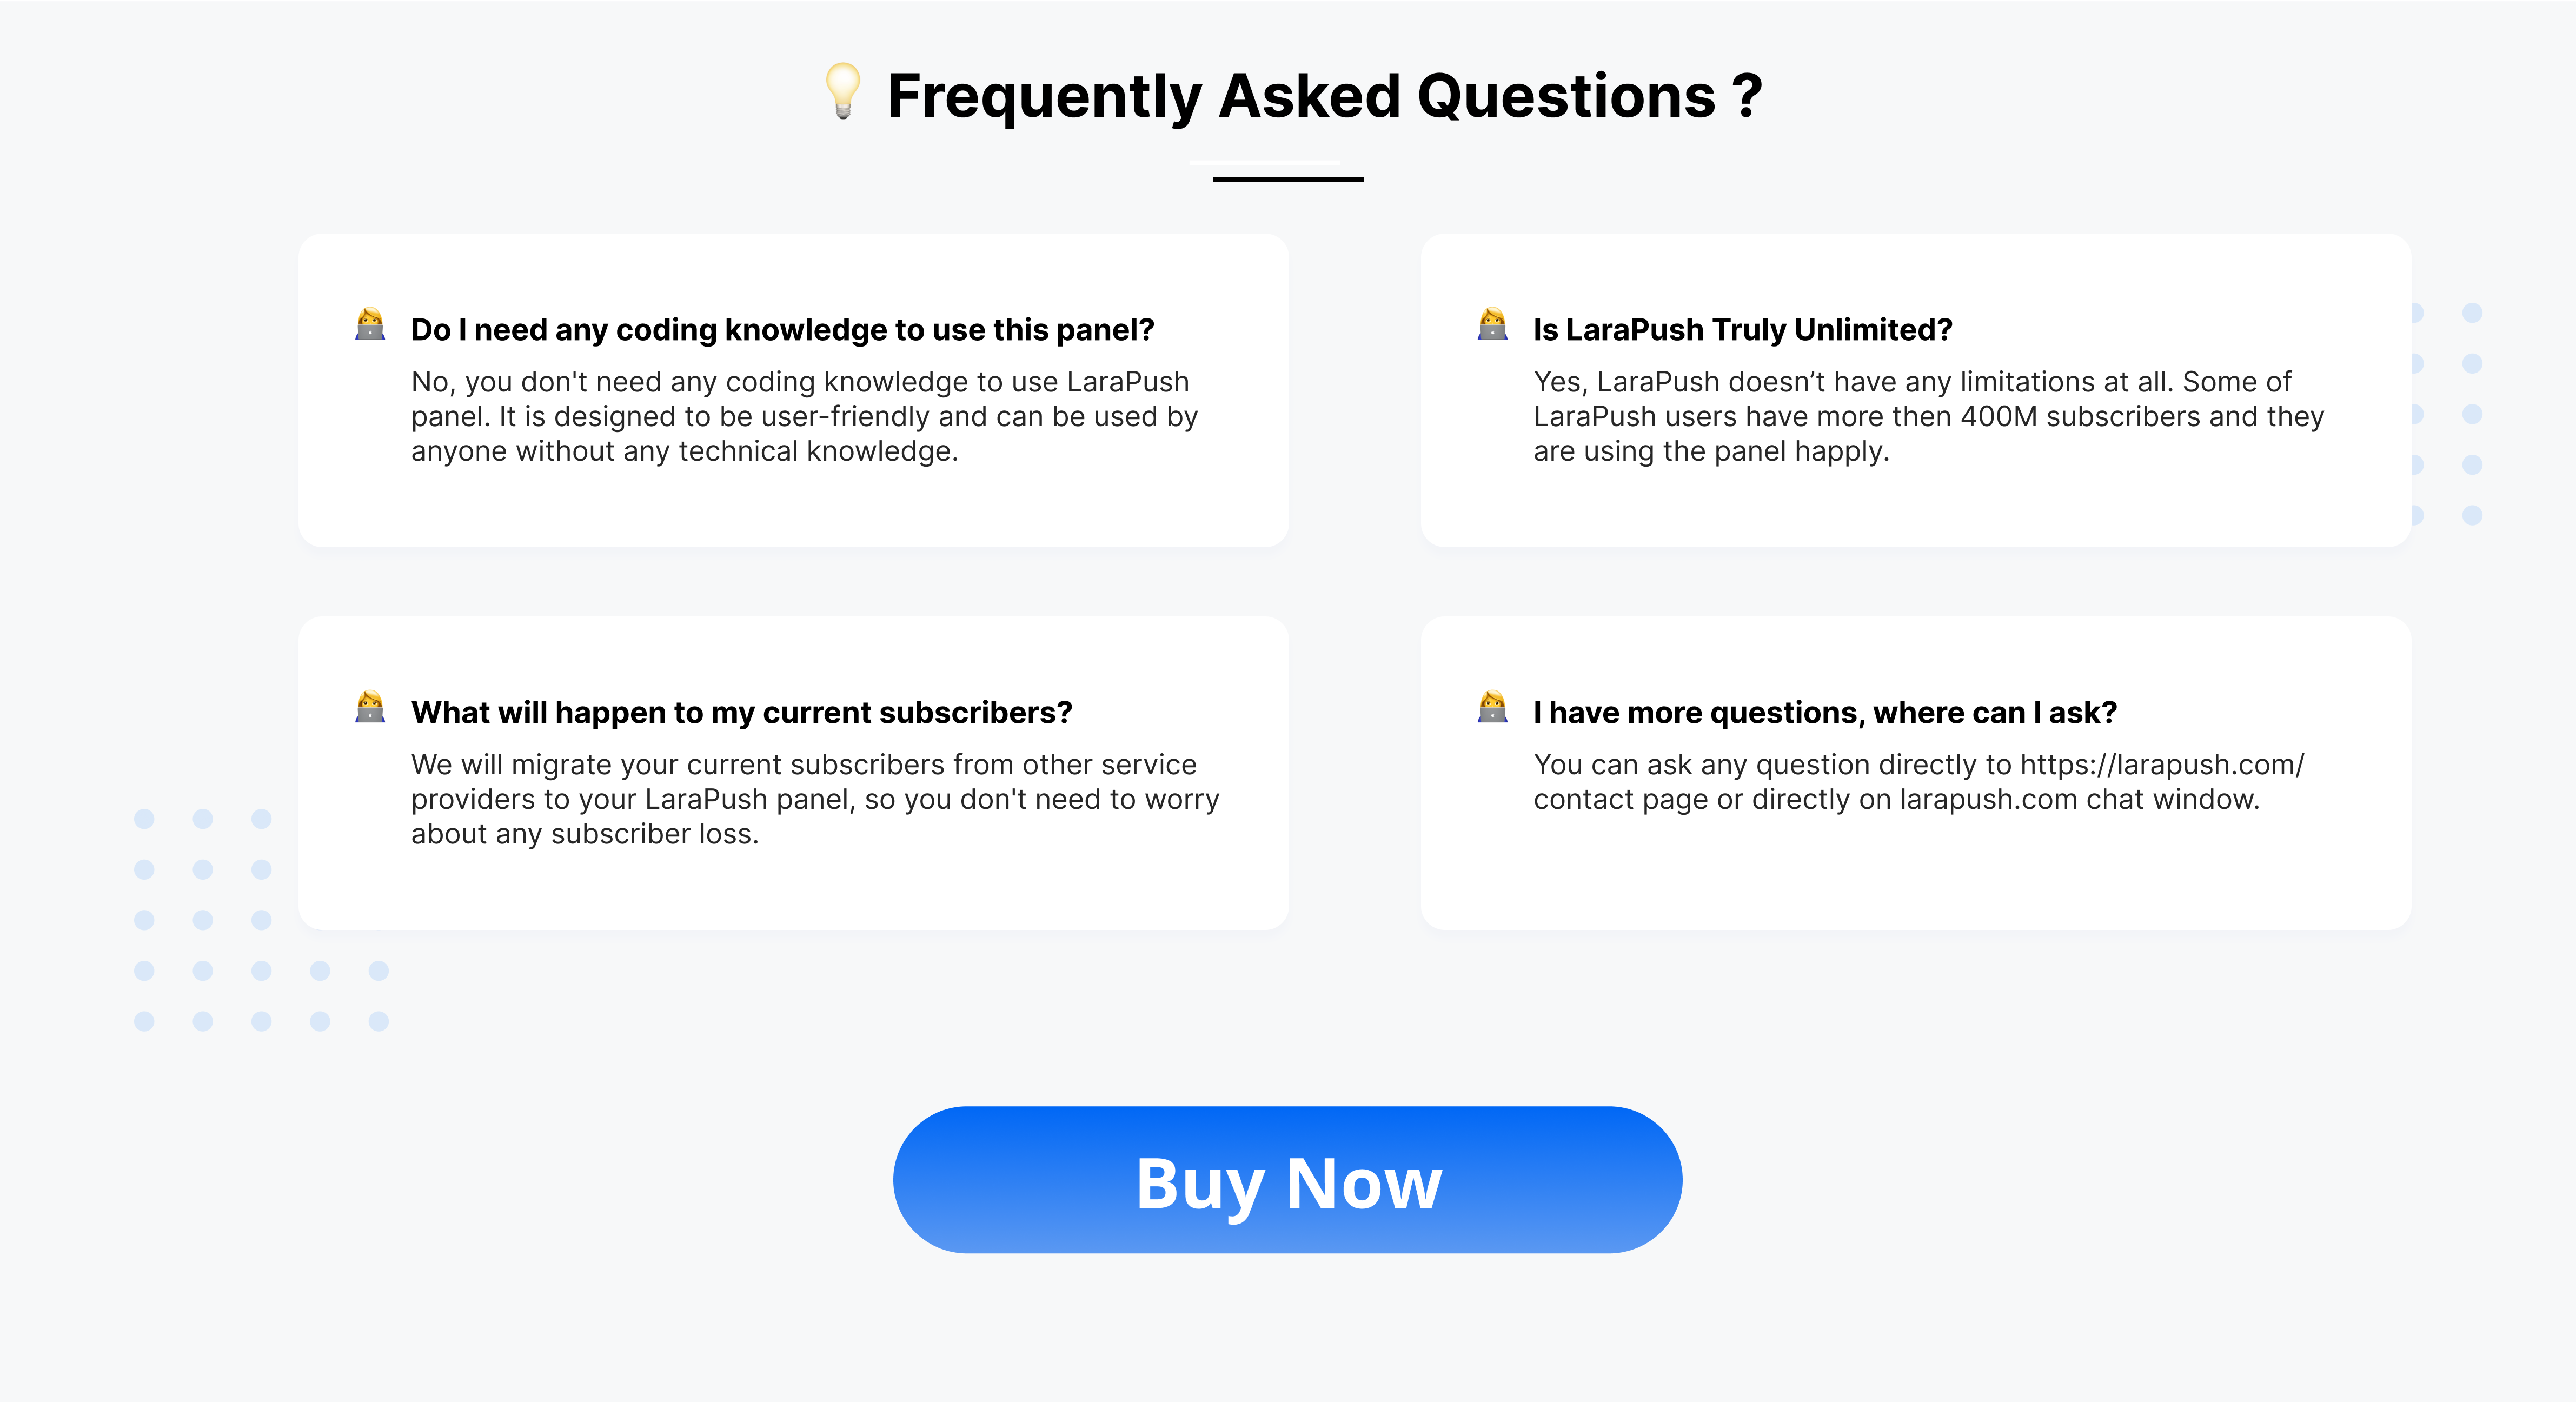 Frequently Asked Questions ?
Do I need any coding knowledge to use this panel?
No, you don't need any coding knowledge to use LaraPush
panel. It is designed to be user-friendly and can be used by
anyone without any technical knowledge.
Is LaraPush Truly Unlimited?
Yes, LaraPush doesn’t have any limitations at all. Some of
LaraPush users have more then 400M subscribers and they
are using the panel happly.
What will happen to my current subscribers?
We will migrate your current subscribers from other service
providers to your LaraPush panel, so you don't need to worry
about any subscriber loss.
I have more questions, where can I ask?
You can ask any question directly to https://larapush.com/
contact page or directly on larapush.com chat window.
Buy Now